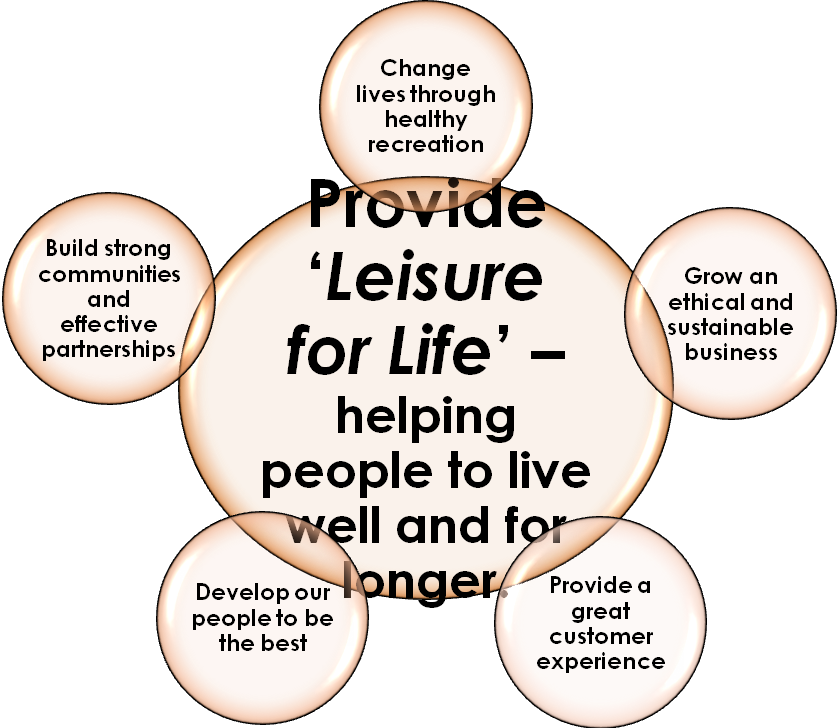 Change
lives through
healthy
recreation
Provide
‘Leisure
for Life’ –
helping
people to live
well and for
longer.
Build strong
communities
and
effective
partnerships
Grow an
ethical and
sustainable
business
Develop our
people to be
the best
Provide a
great
customer
experience